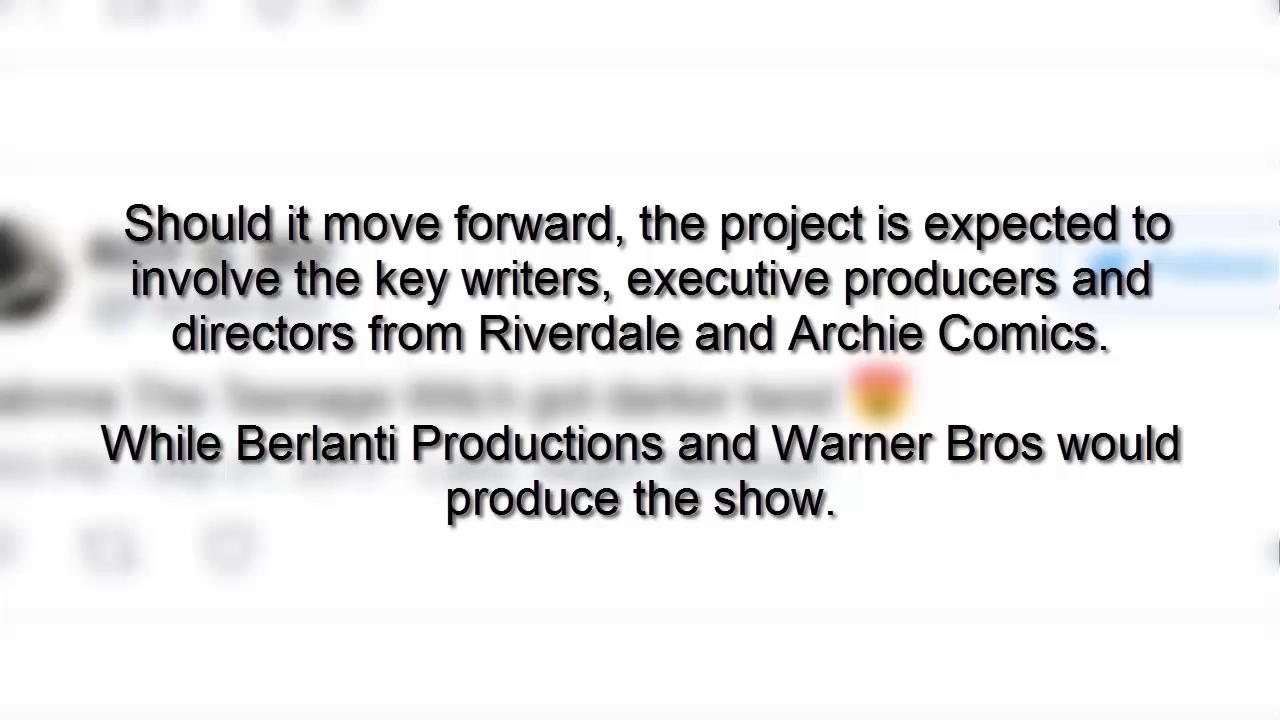 Should it move forward, the project is expected to
involve the key writers, executive producers and
directors from Riverdale and Archie Comics.
While Berlanti Productions and Warner Bros would
produce the show.